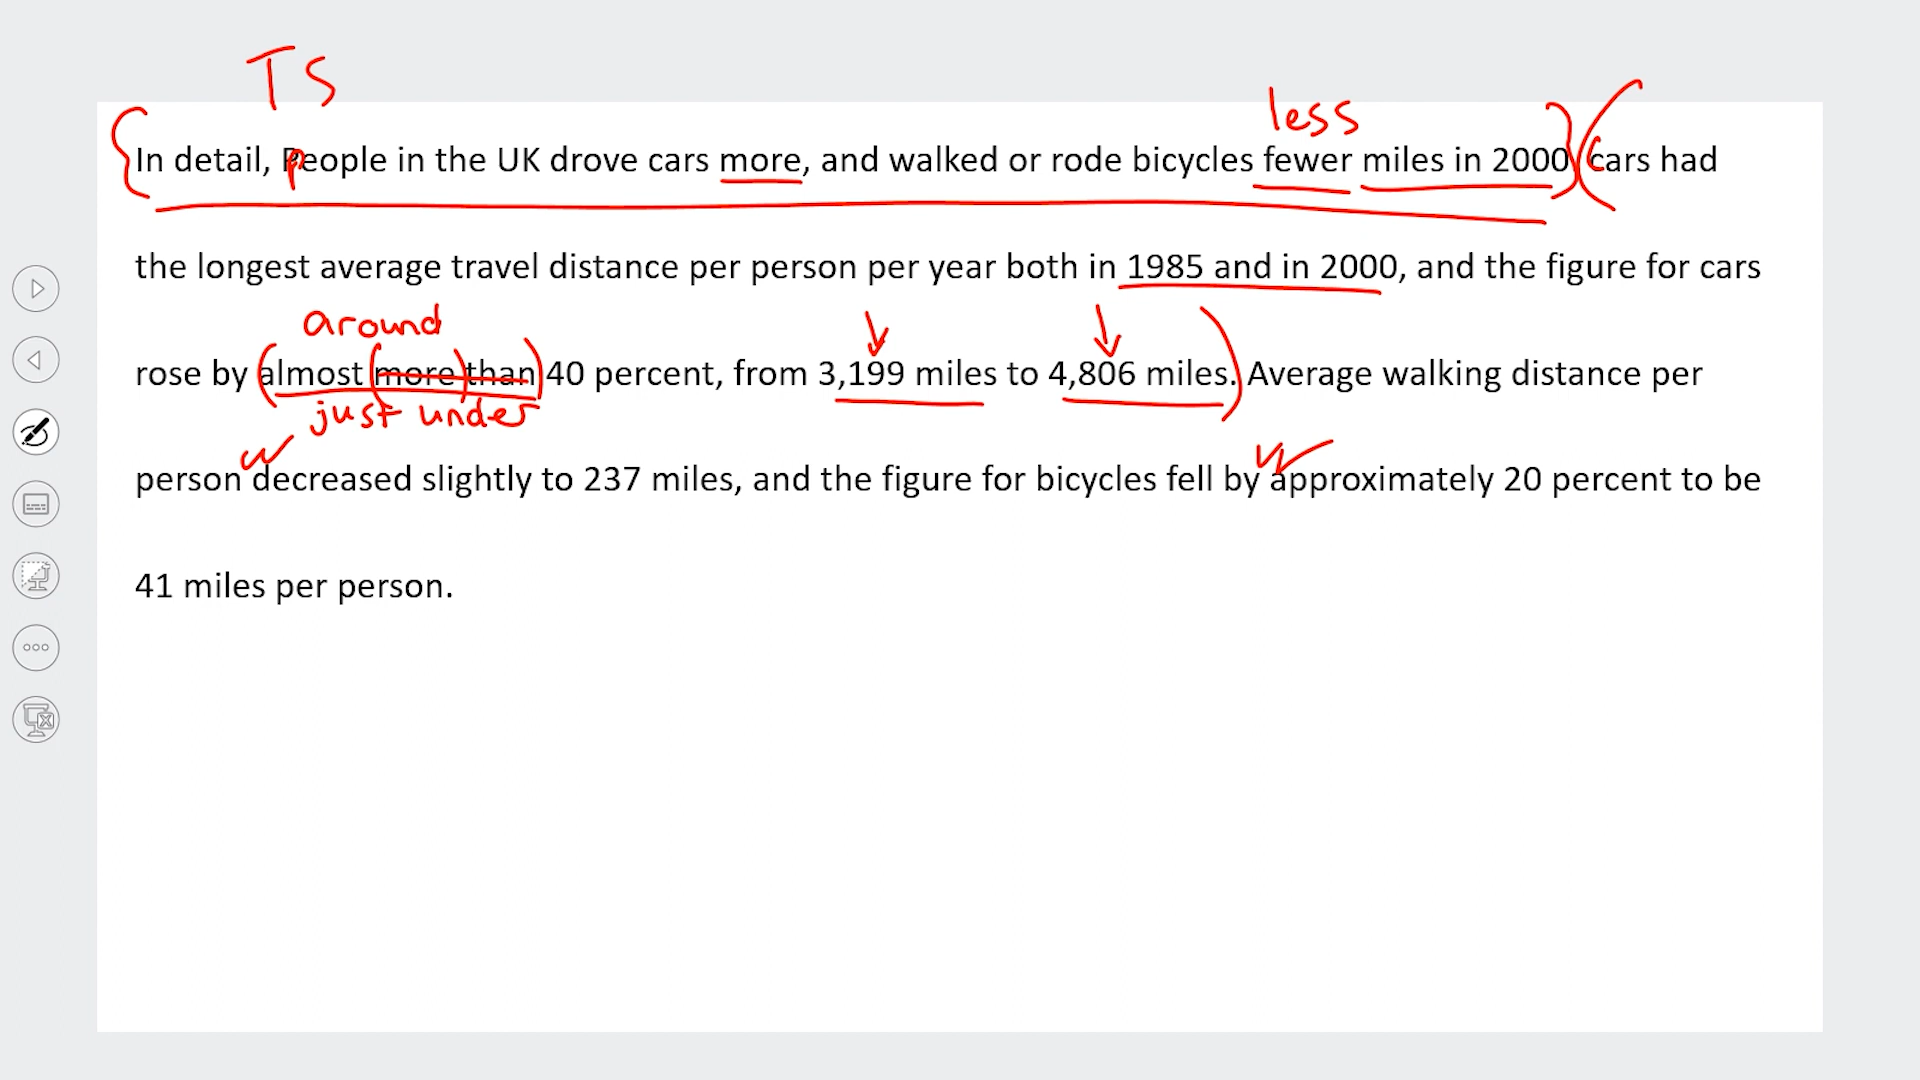 TS
less
In detail, People in the UK drove cars more, and walked or rode bicycles fewer miles in 2000 cars had
the longest average travel distance per person per year both in 1985 and in 2000, and the figure for cars
around
rose by almost more than 40 percent, from 3,199 miles to 4,806 miles. Average walking distance per
just under
person decreased slightly to 237 miles, and the figure for bicycles fell by approximately 20 percent to be
41 miles per person.